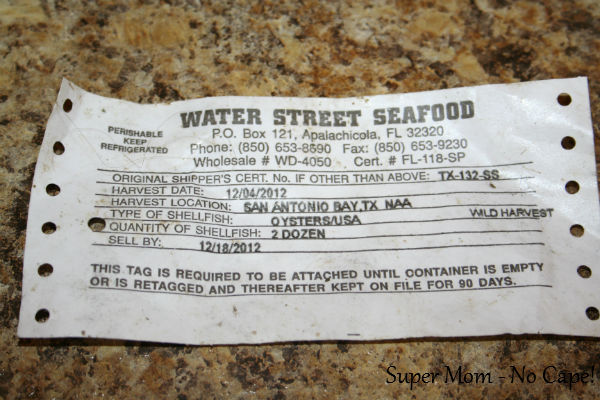 WATER STREET SEAFOOD
P.O. Box 121, Apalachicola, FL 32320
PERISHABLE
KEEP
REFRIGERATED
Phone: (850) 653-8590 Fax: (850) 653-9230
Wholesale # WD-4050 Cert. # FL-118-SP
ORIGINAL SHIPPER'S CERT. No. IF OTHER THAN ABOVE: TX-132-SS
HARVEST DATE: 12/04/2012
HARVEST LOCATION: SAN ANTONIO BAY,TX NAA
TYPE OF SHELLFISH: OYSTERS/USA WILD HARVEST
QUANTITY OF SHELLFISH: 2 DOZEN
SELL BY: 12/18/2012
THIS TAG IS REQUIRED TO BE ATTACHED UNTIL CONTAINER IS EMPTY
OR IS RETAGGED AND THEREAFTER KEPT ON FILE FOR 90 DAYS.
Super Mom - No Cape!